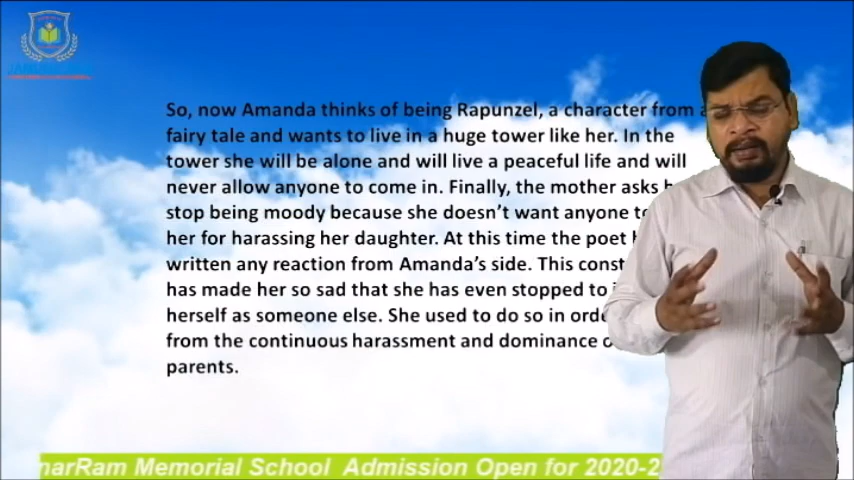 So, now Amanda thinks of being Rapunzel, a character from a
fairy tale and wants to live in a huge tower like her. In the
tower she will be alone and will live a peaceful life and will
never allow anyone to come in. Finally, the mother asks
stop being moody because she doesn't want anyone
her for harassing her daughter. At this time the poet
written any reaction from Amanda's side. This
has made her so sad that she has even stopped to
herself as someone else. She used to do so in
from the continuous harassment and dominance
parents.
Memorial School Admission Open for